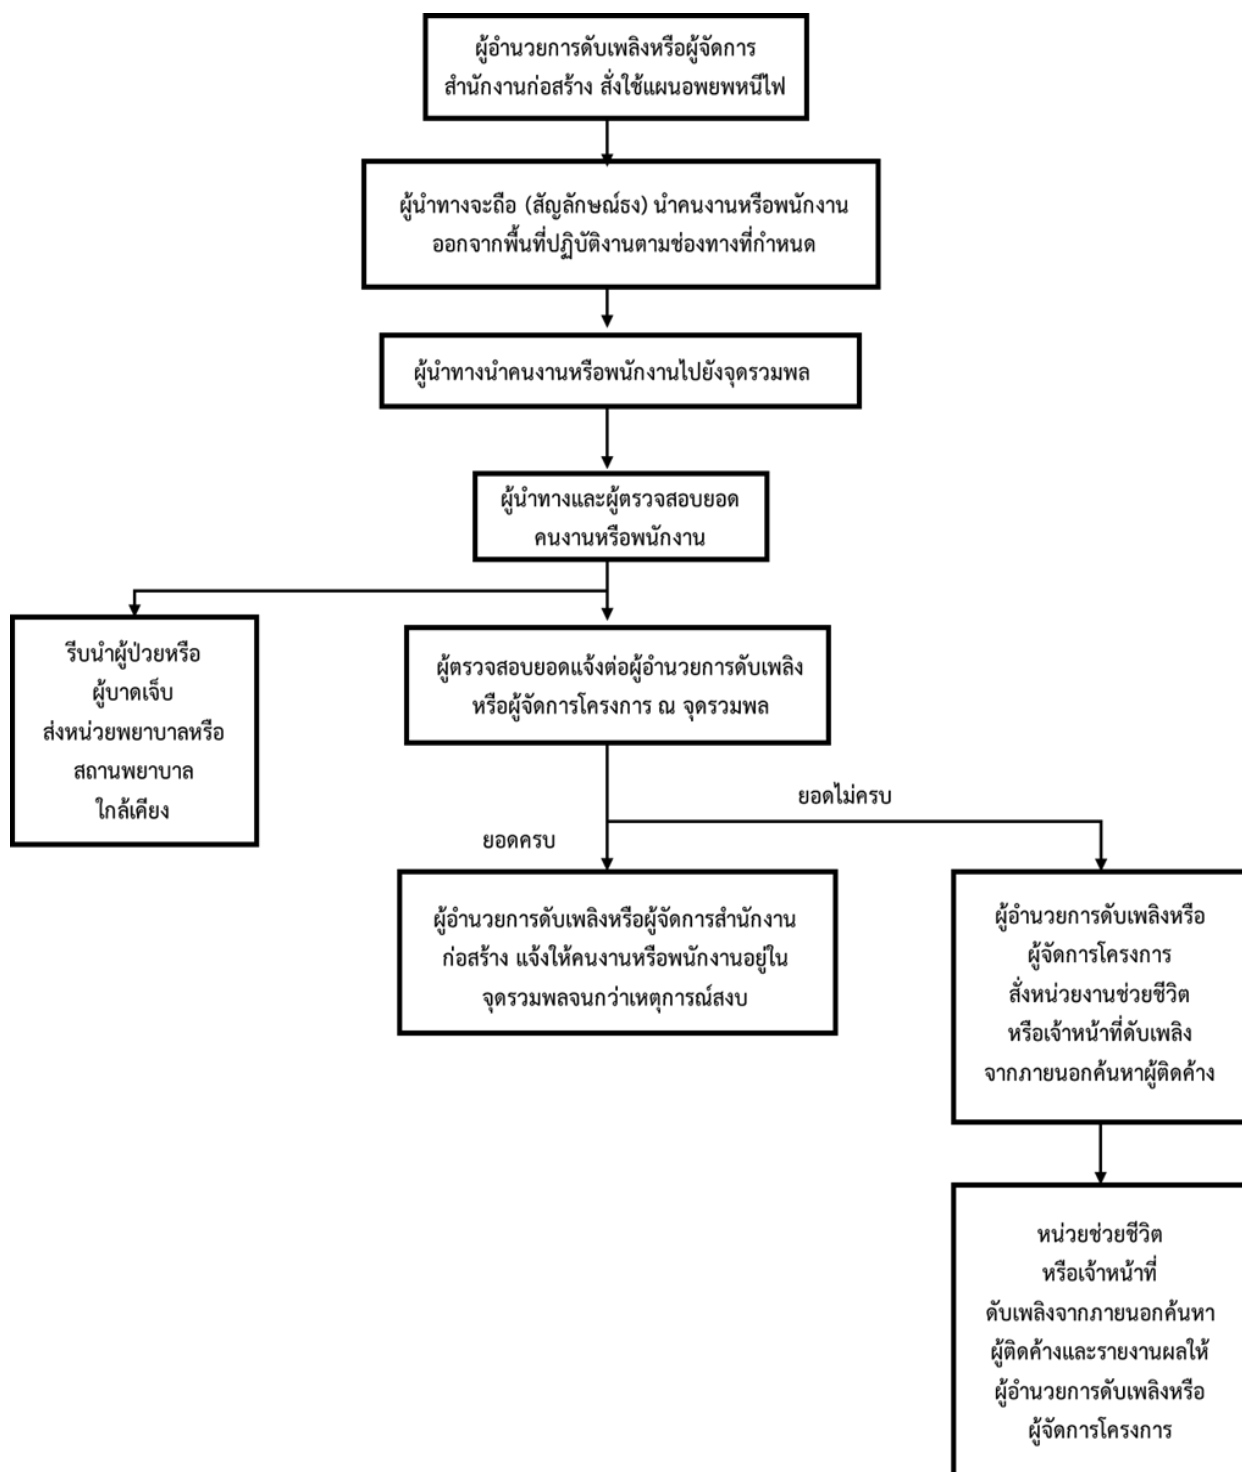 ผู้อำนวยการดับเพลิงหรือผู้จัดการ
สำนักงานก่อสร้าง สั่งใช้แผนอพยพหนีไฟ
ผู้นำทางจะถือ (สัญลักษณ์ธง) นำคนงานหรือพนักงาน
ออกจากพื้นที่ปฏิบัติงานตามช่องทางที่กำหนด
ผู้นำทางนำคนงานหรือพนักงานไปยังจุดรวมพล
ผู้นำทางและผู้ตรวจสอบยอด
คนงานหรือพนักงาน
รีบนำผู้ป่วยหรือ
ผู้บาดเจ็บ
ส่งหน่วยพยาบาลหรือ
สถานพยาบาล
ใกล้เคียง
ผู้ตรวจสอบยอดแจ้งต่อผู้อำนวยการดับเพลิง
หรือผู้จัดการโครงการ ณ จุดรวมพล
ยอดไม่ครบ
ยอดครบ
ผู้อำนวยการดับเพลิงหรือผู้จัดการสำนักงาน
ก่อสร้าง แจ้งให้คนงานหรือพนักงานอยู่ใน
จุดรวมพลจนกว่าเหตุการณ์สงบ
ผู้อำนวยการดับเพลิงหรือ
ผู้จัดการโครงการ
สั่งหน่วยงานช่วยชีวิต
หรือเจ้าหน้าที่ดับเพลิง
จากภายนอกค้นหาผู้ติดค้าง
หน่วยช่วยชีวิต
หรือเจ้าหน้าที่
ดับเพลิงจากภายนอกค้นหา
ผู้ติดค้างและรายงานผลให้
ผู้อำนวยการดับเพลิงหรือ
ผู้จัดการโครงการ